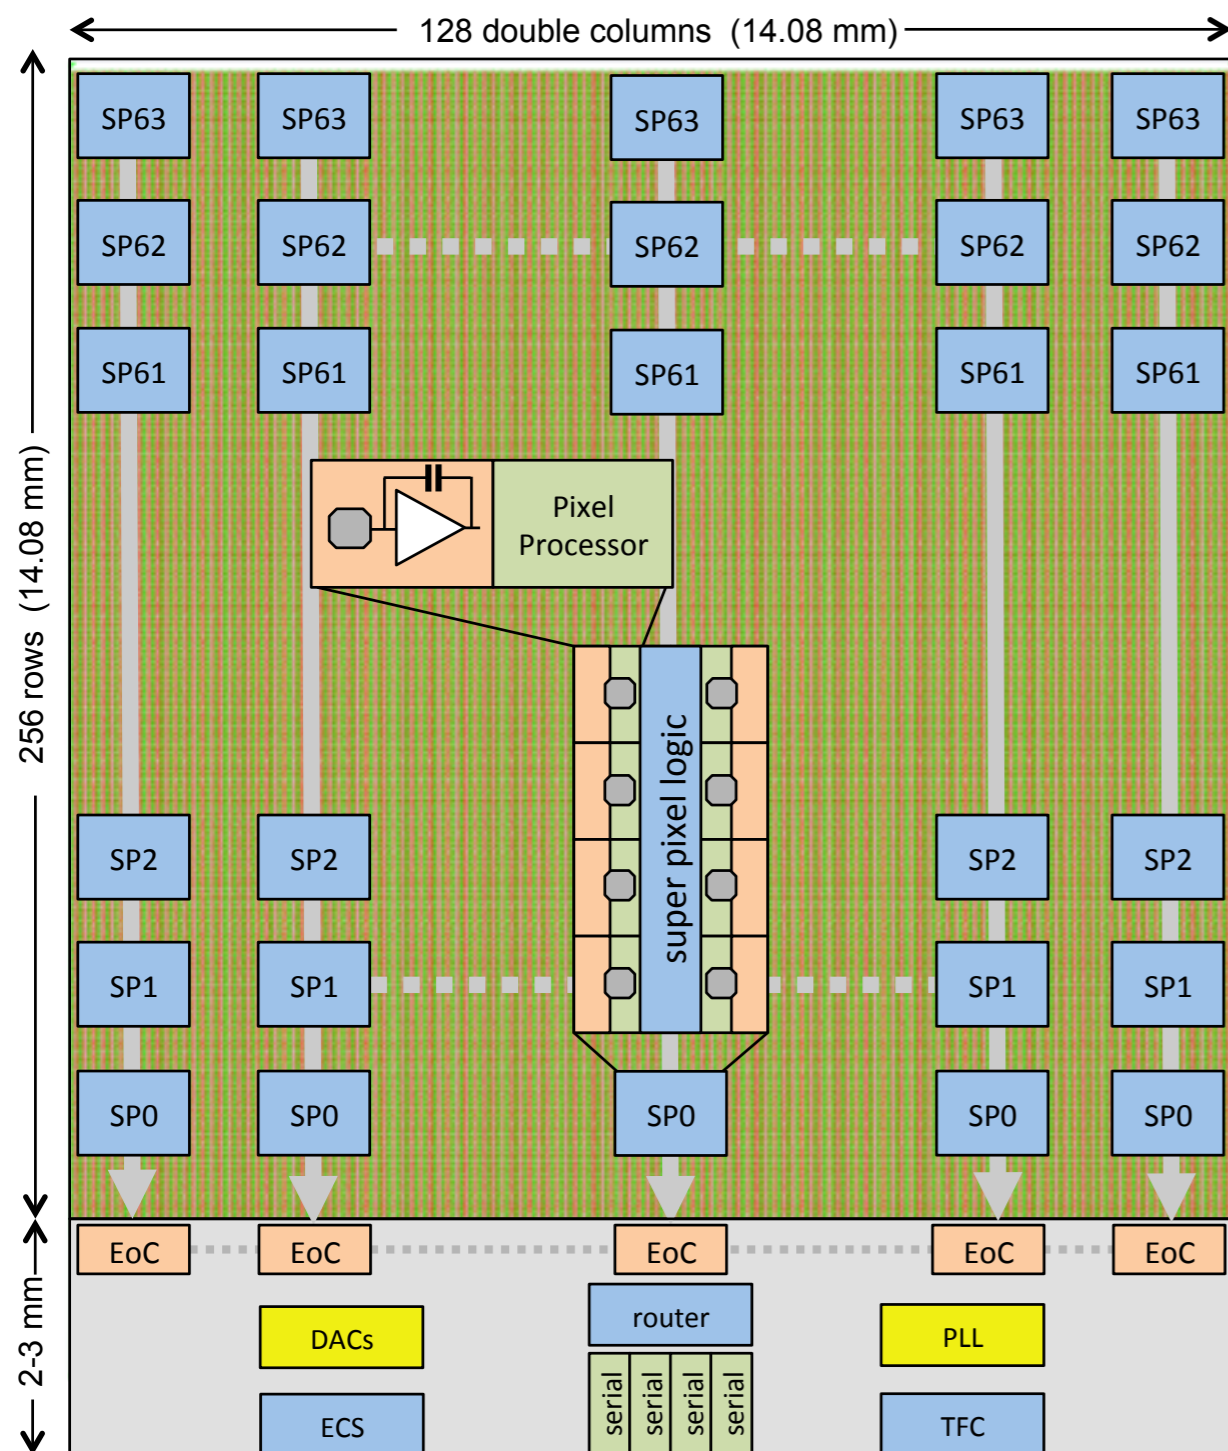 128 double columns (14.08 mm)
256 rows (14.08 mm)
SP63 SP63 SP63 SP63 SP63
SP62 SP62 SP62 SP62 SP62
SP61 SP61 SP61 SP61 SP61
Pixel
Processor
super pixel logic
SP2 SP2 SP2 SP2
SP1 SP1 SP1 SP1
SP0 SP0 SP0 SP0 SP0
2-3 mm
EoC EoC EoC EoC EoC
DACs router PLL
ECS serial serial serial serial TFC